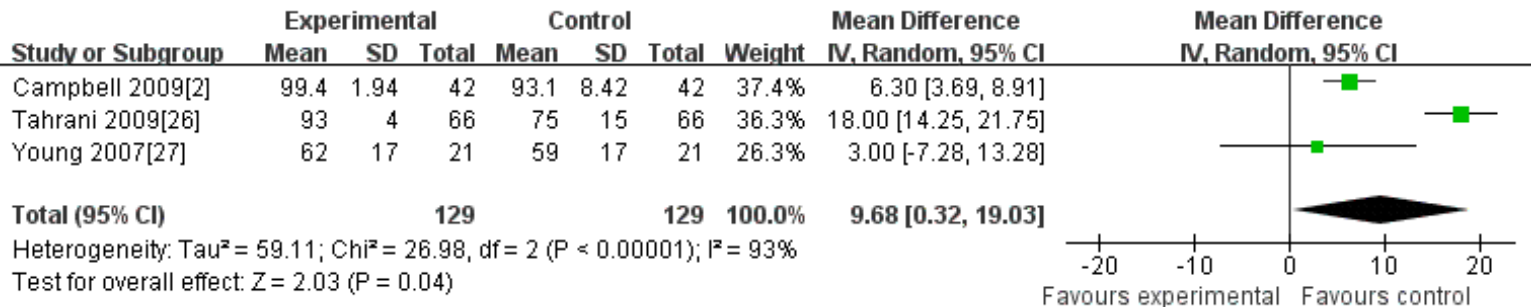 Experimental Control Mean Difference Mean Difference
Study or Subgroup Mean SD Total Mean SD Total Weight IV, Random, 95% CI IV, Random, 95% CI
Campbell 2009[2] 99.4 1.94 42 93.1 8.42 42 37.4% 6.30 [3.69, 8.91]
Tahrani 2009[26] 93 4 66 75 15 66 36.3% 18.00 [14.25, 21.75]
Young 2007[27] 62 17 21 59 17 21 26.3% 3.00 [-7.28, 13.28]
Total (95% CI) 129 129 100.0% 9.68 [0.32, 19.03]
Heterogeneity: Tau² = 59.11; Chi² = 26.98, df = 2 (P < 0.00001); I² = 93%
Test for overall effect: Z = 2.03 (P = 0.04)
-20 -10 0 10 20
Favours experimental Favours control